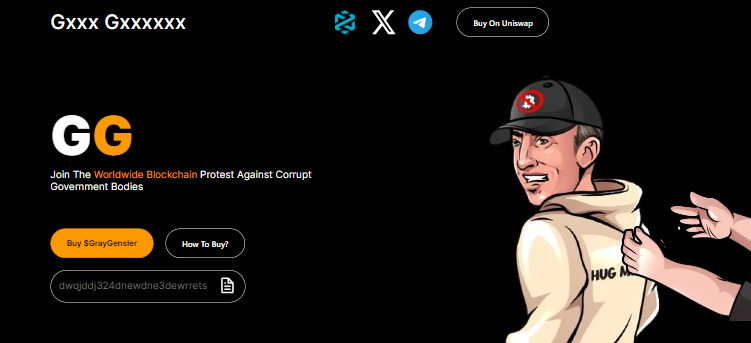 Gxxx Gxxxxxx
Buy On Uniswap
GG
Join The Worldwide Blockchain Protest Against Corrupt
Government Bodies
Buy $GrayGensler
How To Buy?
dwqjddj324dnewdne3dewrrets
HUG M